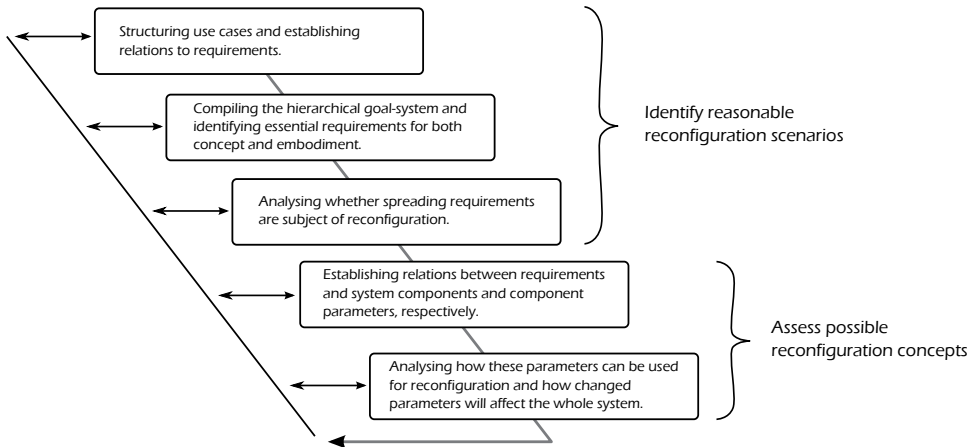 Structuring use cases and establishing
relations to requirements.
Compiling the hierarchical goal-system and
identifying essential requirements for both
concept and embodiment.
Identify reasonable
reconfiguration scenarios
Analysing whether spreading requirements
are subject of reconfiguration.
Establishing relations between requirements
and system components and component
parameters, respectively.
Assess possible
reconfiguration concepts
Analysing how these parameters can be used
for reconfiguration and how changed
parameters will affect the whole system.